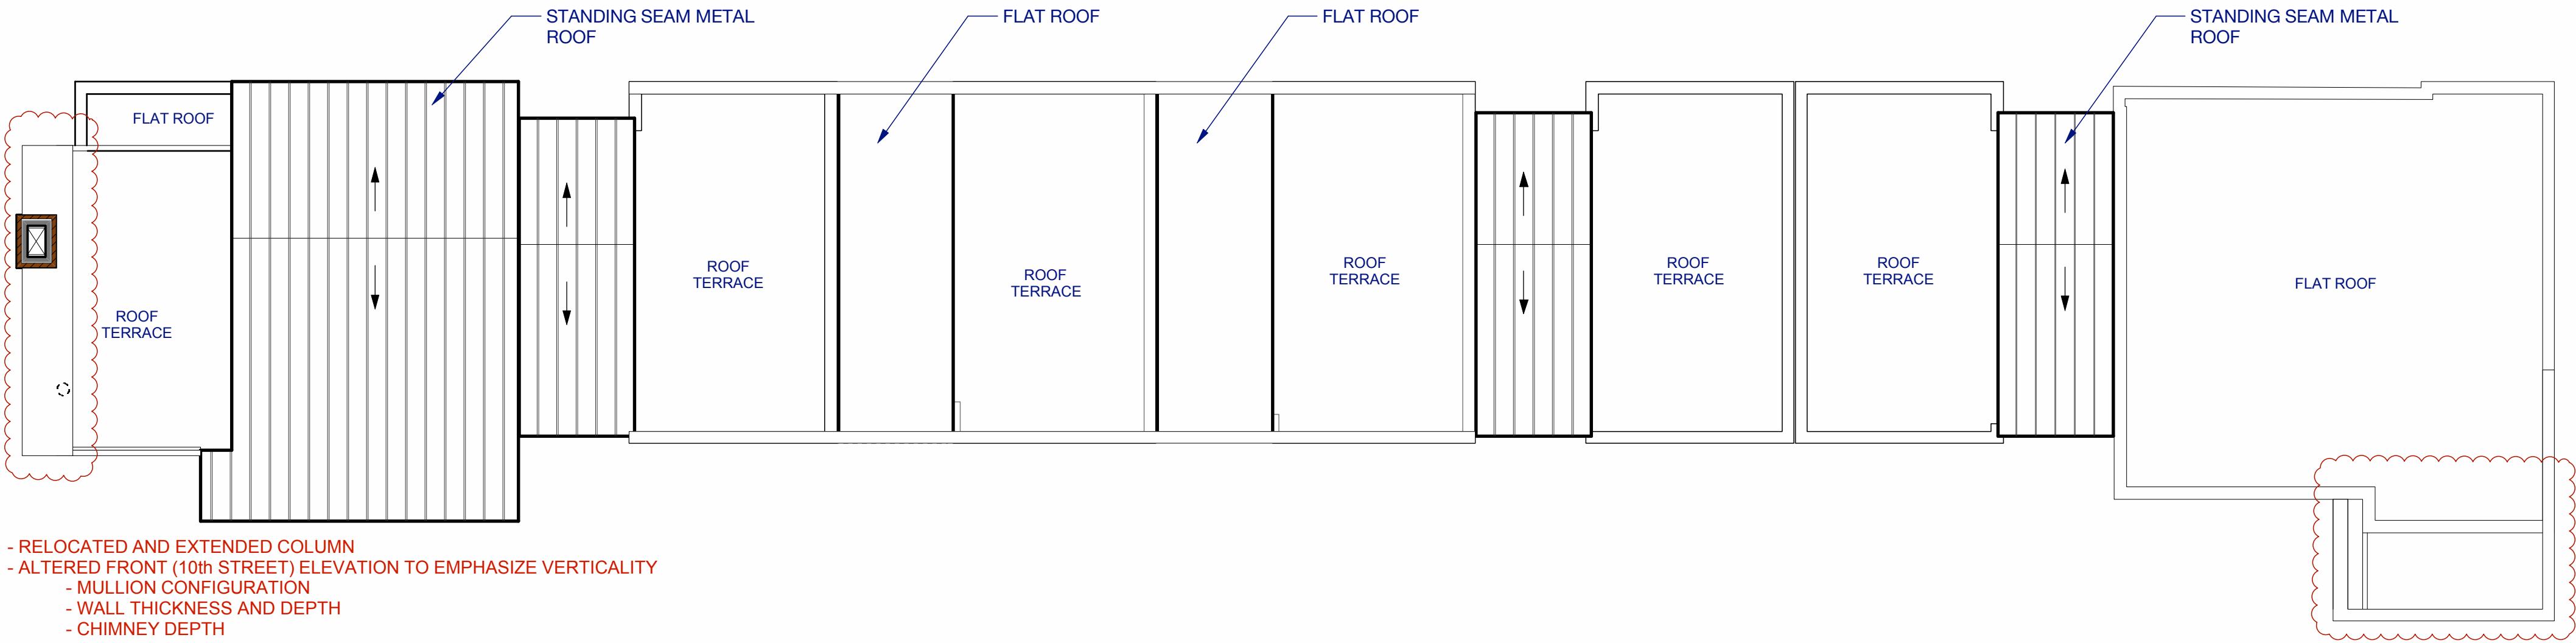 STANDING SEAM METAL
ROOF
FLAT ROOF
FLAT ROOF
STANDING SEAM METAL
ROOF
FLAT ROOF
ROOF
TERRACE
ROOF
TERRACE
ROOF
TERRACE
ROOF
TERRACE
ROOF
TERRACE
ROOF
TERRACE
FLAT ROOF
- RELOCATED AND EXTENDED COLUMN
- ALTERED FRONT (10th STREET) ELEVATION TO EMPHASIZE VERTICALITY
- MULLION CONFIGURATION
- WALL THICKNESS AND DEPTH
- CHIMNEY DEPTH